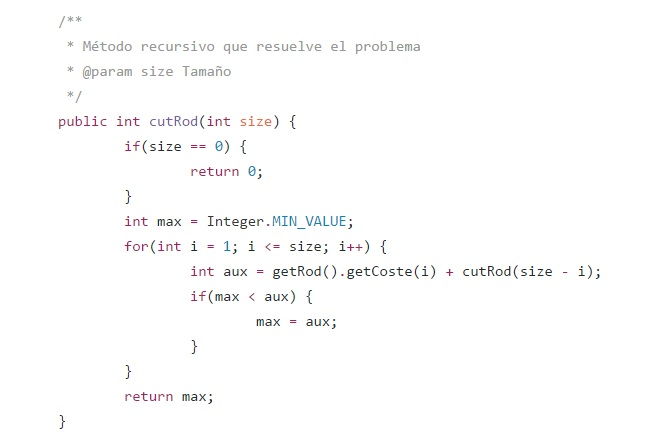 /**
 * Método recursivo que resuelve el problema
 * @param size Tamaño
 */
public int cutRod(int size) {
        if(size == 0) {
                return 0;
        }
        int max = Integer.MIN_VALUE;
        for(int i = 1; i <= size; i++) {
                int aux = getRod().getCoste(i) + cutRod(size - i);
                if(max < aux) {
                        max = aux;
                }
        }
        return max;
}